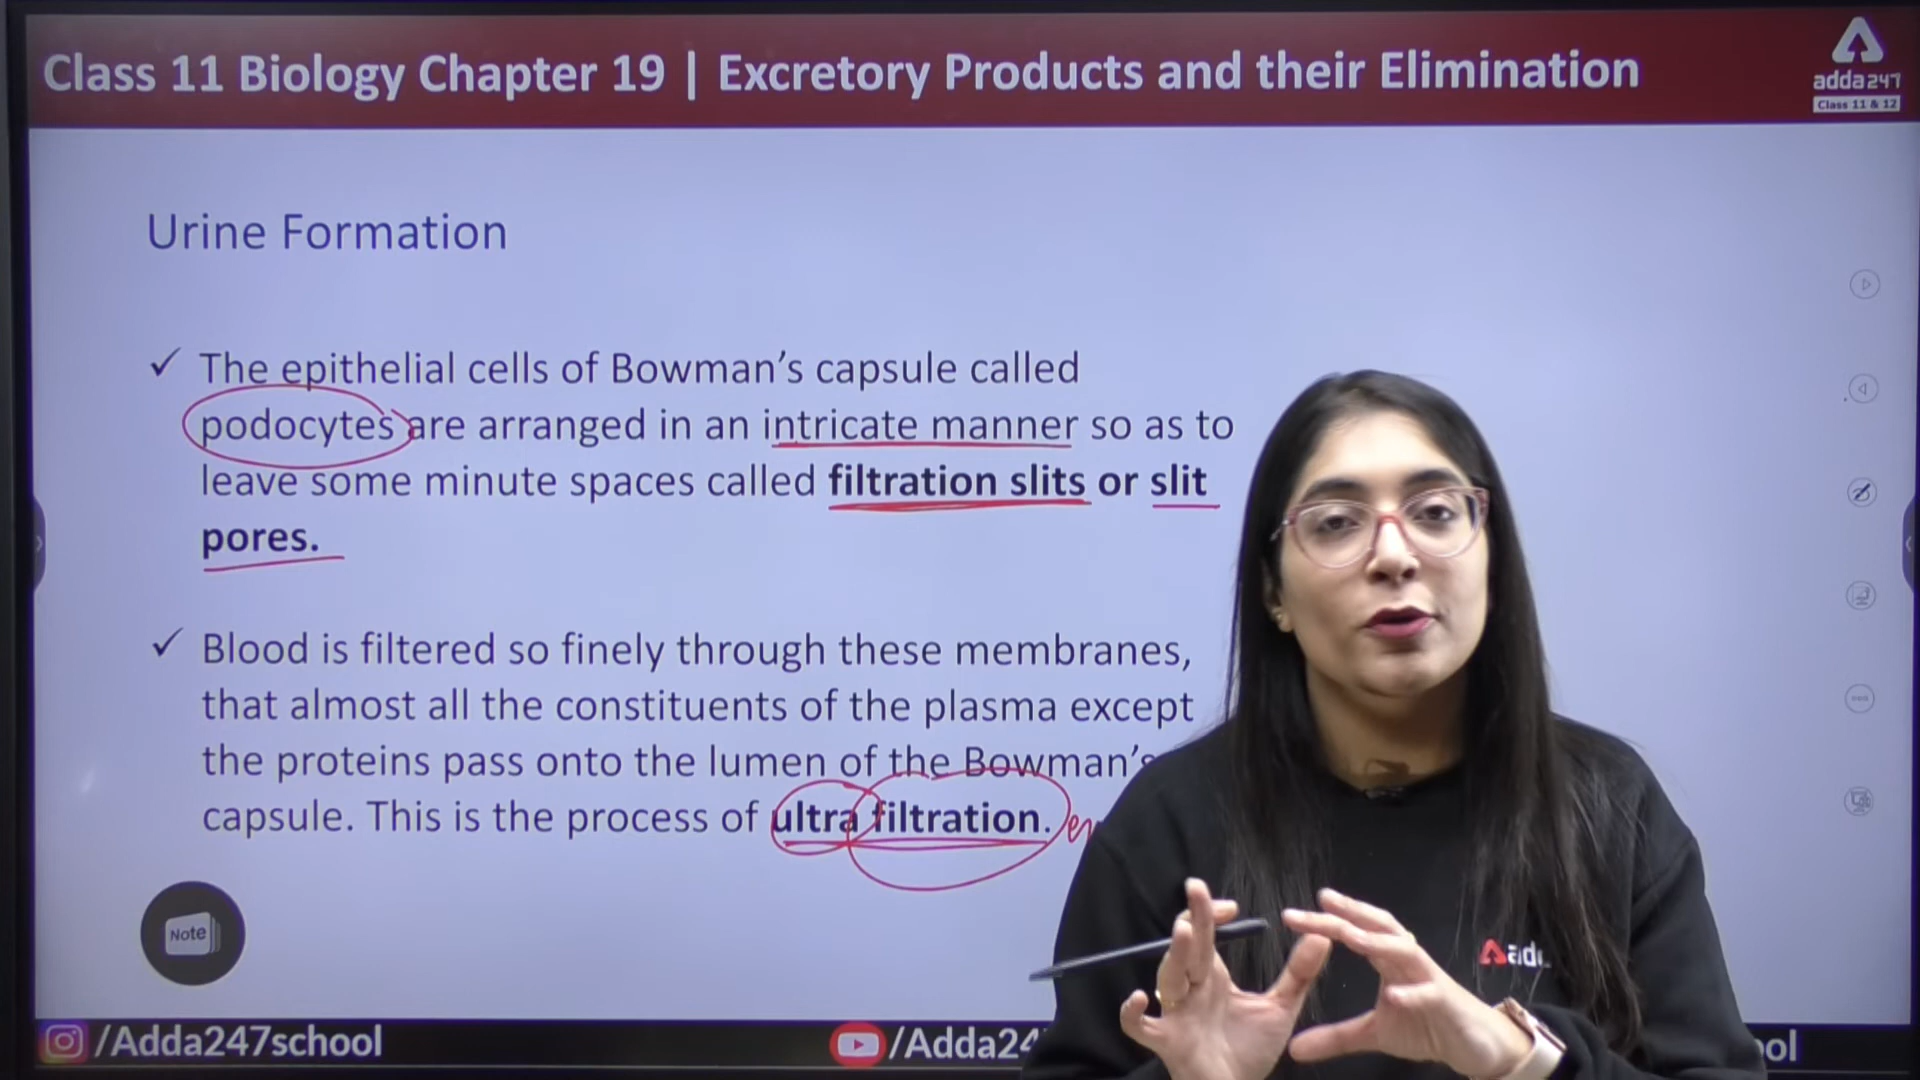 Class 11 Biology Chapter 19 | Excretory Products and their Elimination
adda247
Class 11 & 12
Urine Formation
✓ The epithelial cells of Bowman’s capsule called
podocytes are arranged in an intricate manner so as to
leave some minute spaces called filtration slits or slit
pores.
✓ Blood is filtered so finely through these membranes,
that almost all the constituents of the plasma except
the proteins pass onto the lumen of the Bowman’s
capsule. This is the process of ultra filtration.
Note
/Adda247school